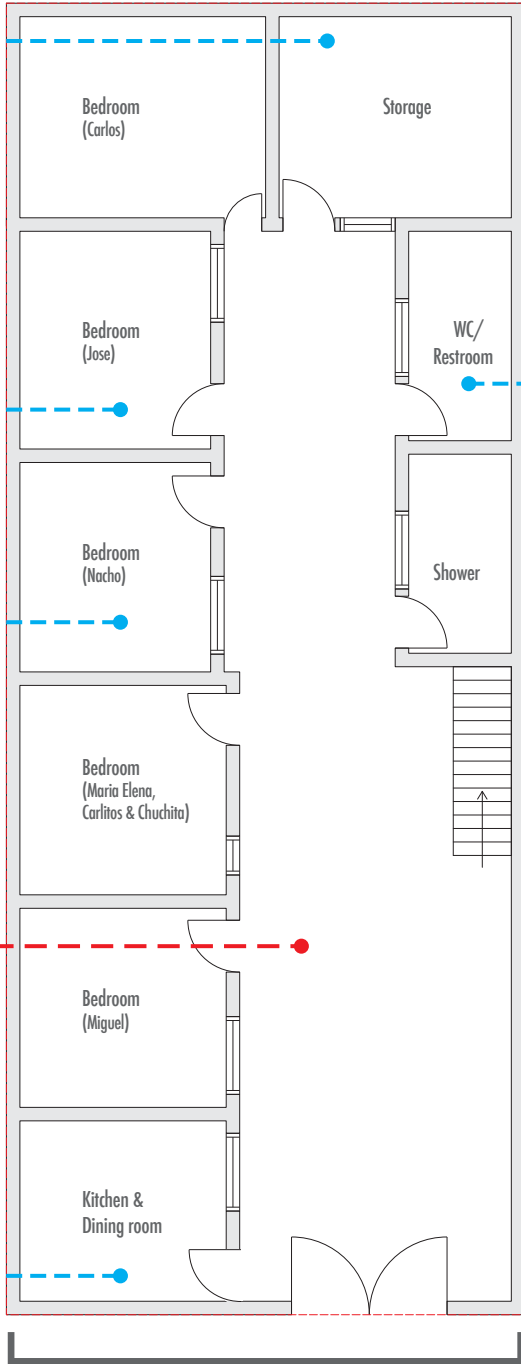 Bedroom
(Carlos)
Storage
Bedroom
(Jose)
WC/
Restroom
Bedroom
(Nacho)
Shower
Bedroom
(Maria Elena,
Carlitos & Chuchita)
Bedroom
(Miguel)
Kitchen &
Dining room